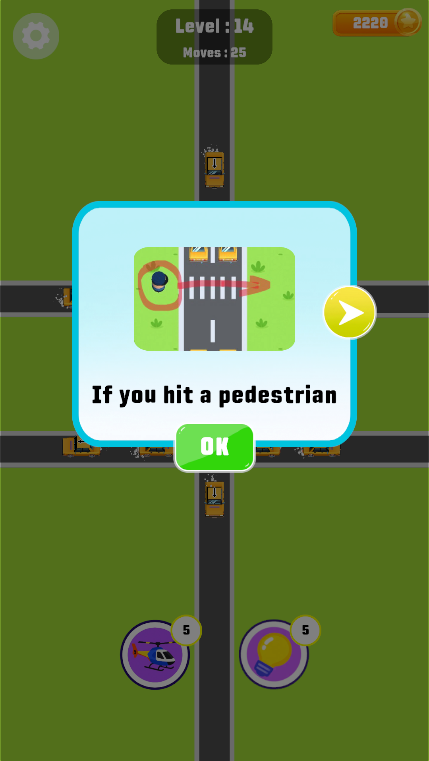 Level : 14
2220
Moves : 25
If you hit a pedestrian
OK
5
5